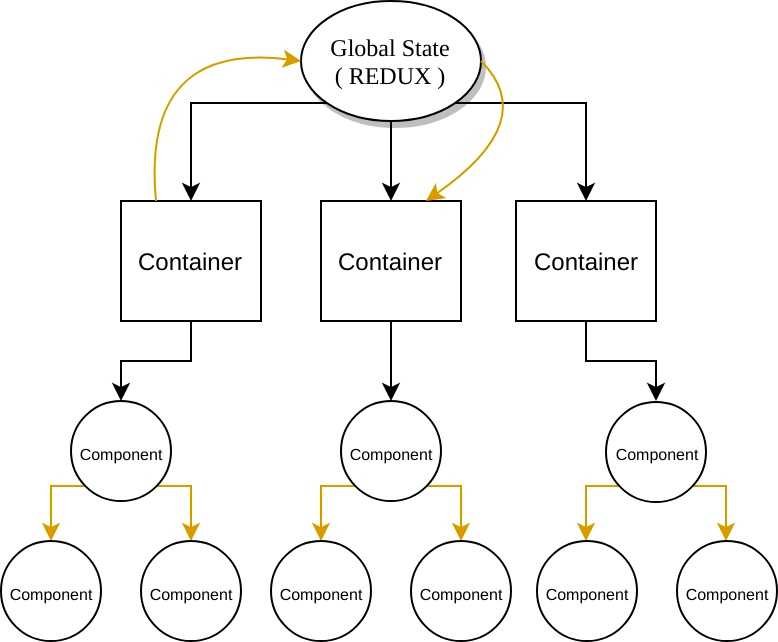 Global State
( REDUX )
Container
Container
Container
Component
Component
Component
Component
Component
Component
Component
Component
Component